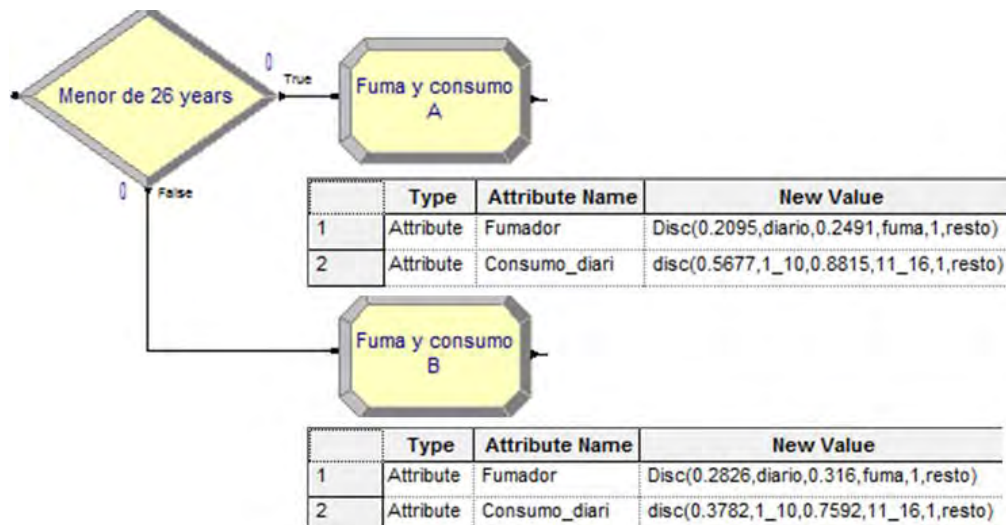 0
True
Menor de 26 years
Fuma y consumo
A
0
False
Type Attribute Name New Value
1 Attribute Fumador Disc(0.2095,diario,0.2491,fuma,1,resto)
2 Attribute Consumo_diari disc(0.5677,1_10,0.8815,11_16,1,resto)
Fuma y consumo
B
Type Attribute Name New Value
1 Attribute Fumador Disc(0.2826,diario,0.316,fuma,1,resto)
2 Attribute Consumo_diari disc(0.3782,1_10,0.7592,11_16,1,resto)